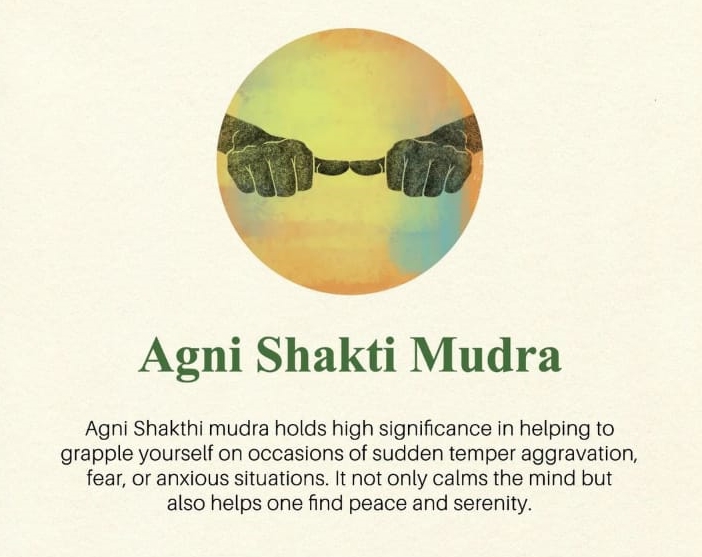 Agni Shakti Mudra
Agni Shakthi mudra holds high significance in helping to
grapple yourself on occasions of sudden temper aggravation,
fear, or anxious situations. It not only calms the mind but
also helps one find peace and serenity.